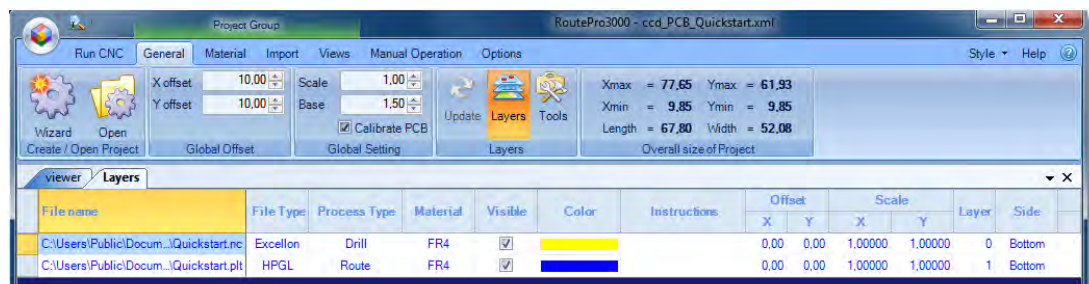 Project Group RoutePro3000 - ccd_PCB_Quickstart.xml
Run CNC General Material Import Views Manual Operation Options Style Help
X offset 10,00 Scale 1,00 Xmax = 77,65 Ymax = 61,93
Y offset 10,00 Base 1,50 Xmin = 9,85 Ymin = 9,85
Wizard Open Calibrate PCB Update Layers Tools Length = 67,80 Width = 52,08
Create / Open Project Global Offset Global Setting Layers Overall size of Project
viewer Layers
File name File Type Process Type Material Visible Color Instructions Offset Scale Layer Side
X Y X Y
C:\Users\Public\Docum...\Quickstart.nc Excellon Drill FR4 0,00 0,00 1,00000 1,00000 0 Bottom
C:\Users\Public\Docum...\Quickstart.plt HPGL Route FR4 0,00 0,00 1,00000 1,00000 1 Bottom